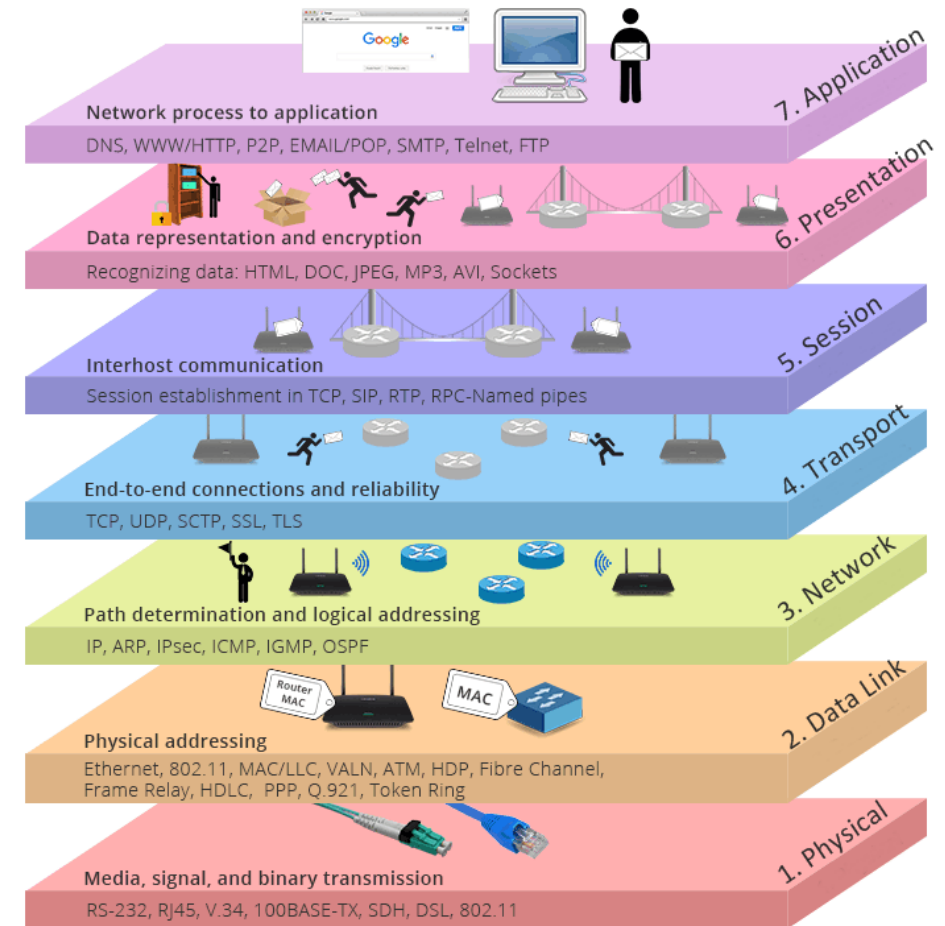 Google
7. Application
Network process to application
DNS, WWW/HTTP, P2P, EMAIL/POP, SMTP, Telnet, FTP
6. Presentation
Data representation and encryption
Recognizing data: HTML, DOC, JPEG, MP3, AVI, Sockets
5. Session
Interhost communication
Session establishment in TCP, SIP, RTP, RPC-Named pipes
4. Transport
End-to-end connections and reliability
TCP, UDP, SCTP, SSL, TLS
3. Network
Path determination and logical addressing
IP, ARP, IPsec, ICMP, IGMP, OSPF
2. Data Link
Router
MAC
MAC
Physical addressing
Ethernet, 802.11, MAC/LLC, VALN, ATM, HDP, Fibre Channel,
Frame Relay, HDLC, PPP, Q.921, Token Ring
1. Physical
Media, signal, and binary transmission
RS-232, RJ45, V.34, 100BASE-TX, SDH, DSL, 802.11